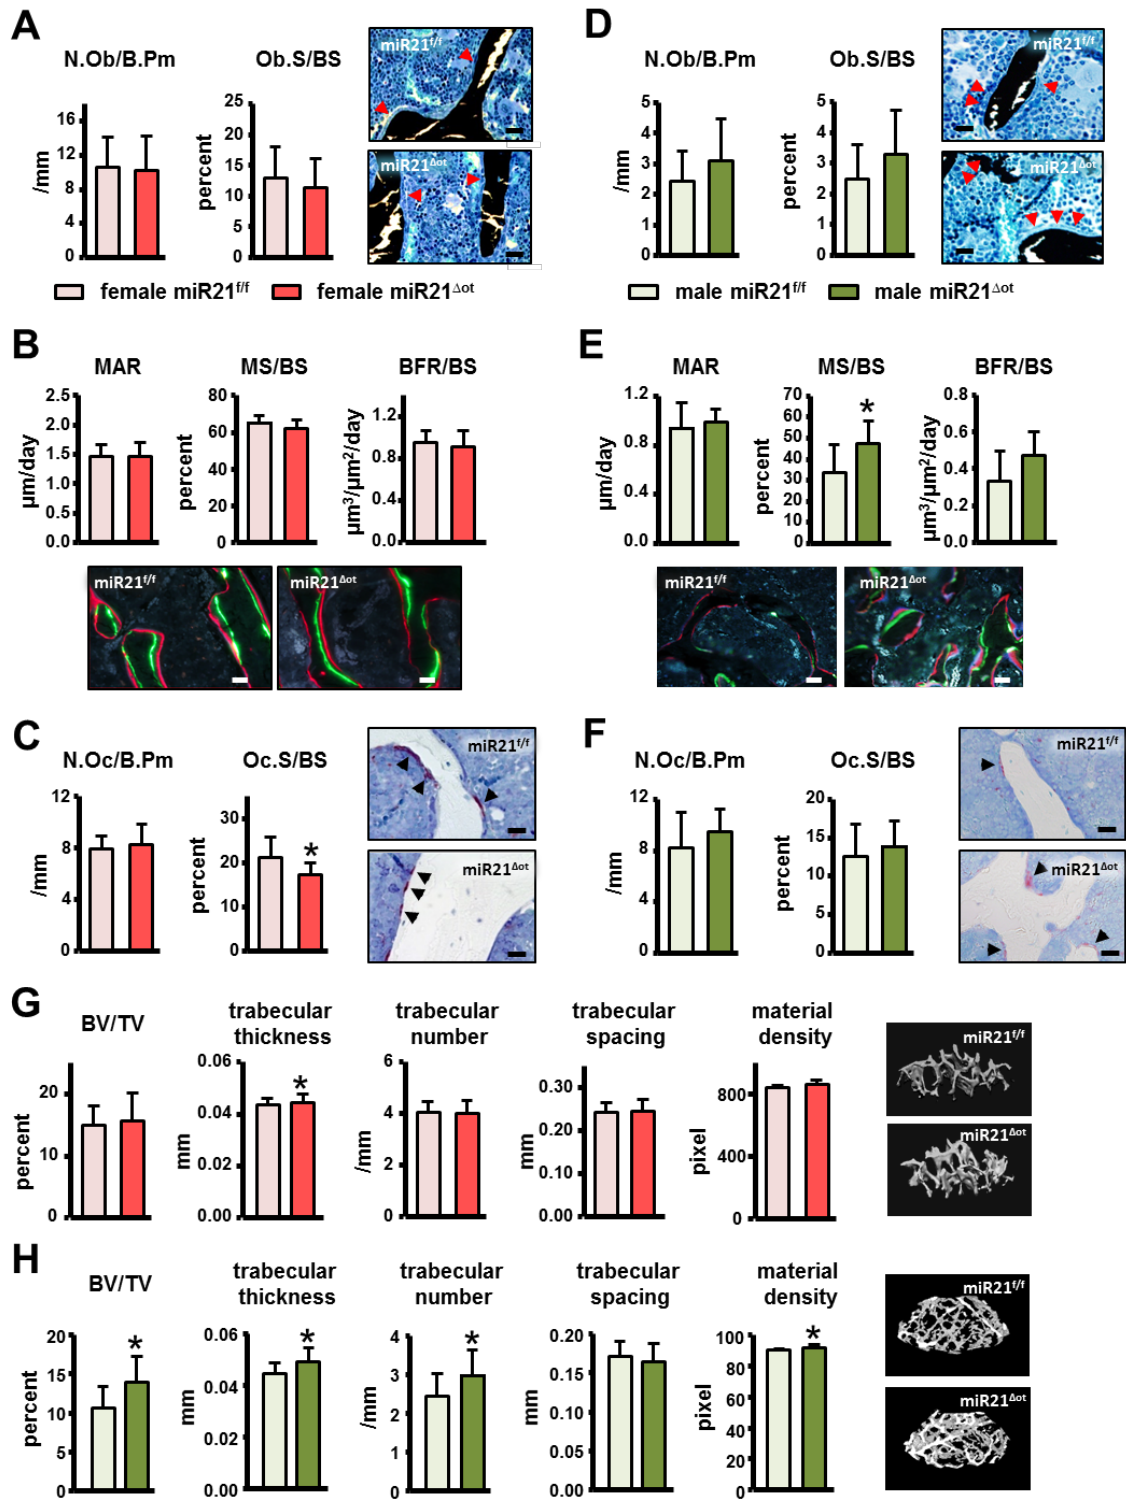 A
N.Ob/B.Pm
Ob.S/BS
/mm
16
12
8
4
0
percent
25
20
15
10
5
0
miR21f/f
miR21Δot
female miR21f/f
female miR21Δot
D
N.Ob/B.Pm
Ob.S/BS
/mm
5
4
3
2
1
0
percent
5
4
3
2
1
0
miR21f/f
miR21Δot
male miR21f/f
male miR21Δot
B
MAR
MS/BS
BFR/BS
µm/day
2.5
2.0
1.5
1.0
0.5
0.0
percent
80
60
40
20
0
µm3/µm2/day
1.2
0.8
0.4
0.0
miR21f/f
miR21Δot
E
MAR
MS/BS
BFR/BS
µm/day
1.2
0.8
0.4
0.0
percent
70
60
50
40
30
20
10
0
*
µm3/µm2/day
0.8
0.6
0.4
0.2
0.0
miR21f/f
miR21Δot
C
N.Oc/B.Pm
Oc.S/BS
/mm
12
8
4
0
percent
30
20
10
0
*
miR21f/f
miR21Δot
F
N.Oc/B.Pm
Oc.S/BS
/mm
12
8
4
0
percent
20
15
10
5
0
miR21f/f
miR21Δot
G
BV/TV
trabecular
thickness
trabecular
number
trabecular
spacing
material
density
percent
20
10
0
mm
0.06
0.04
0.02
0.00
*
/mm
6
4
2
0
mm
0.30
0.20
0.10
0.00
pixel
800
400
0
miR21f/f
miR21Δot
H
BV/TV
trabecular
thickness
trabecular
number
trabecular
spacing
material
density
percent
20
15
10
5
0
*
mm
0.06
0.04
0.02
0.00
*
/mm
4
3
2
1
0
*
mm
0.20
0.15
0.10
0.05
0.00
pixel
100
80
60
40
20
0
*
miR21f/f
miR21Δot